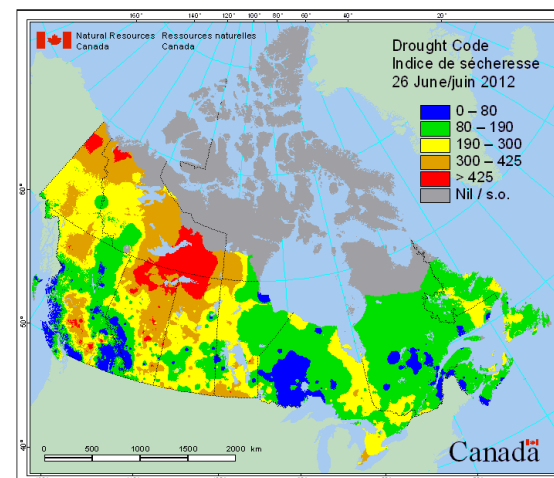 160° 140° 120° 100° 80° 60° 40° 20°
Natural Resources Ressources naturelles
Canada Canada
Drought Code
Indice de sécheresse
26 June/juin 2012
0 – 80
80 – 190
190 – 300
300 – 425
> 425
Nil / s.o.
60°
50°
40°
0 500 1000 1500 2000 km
Canada